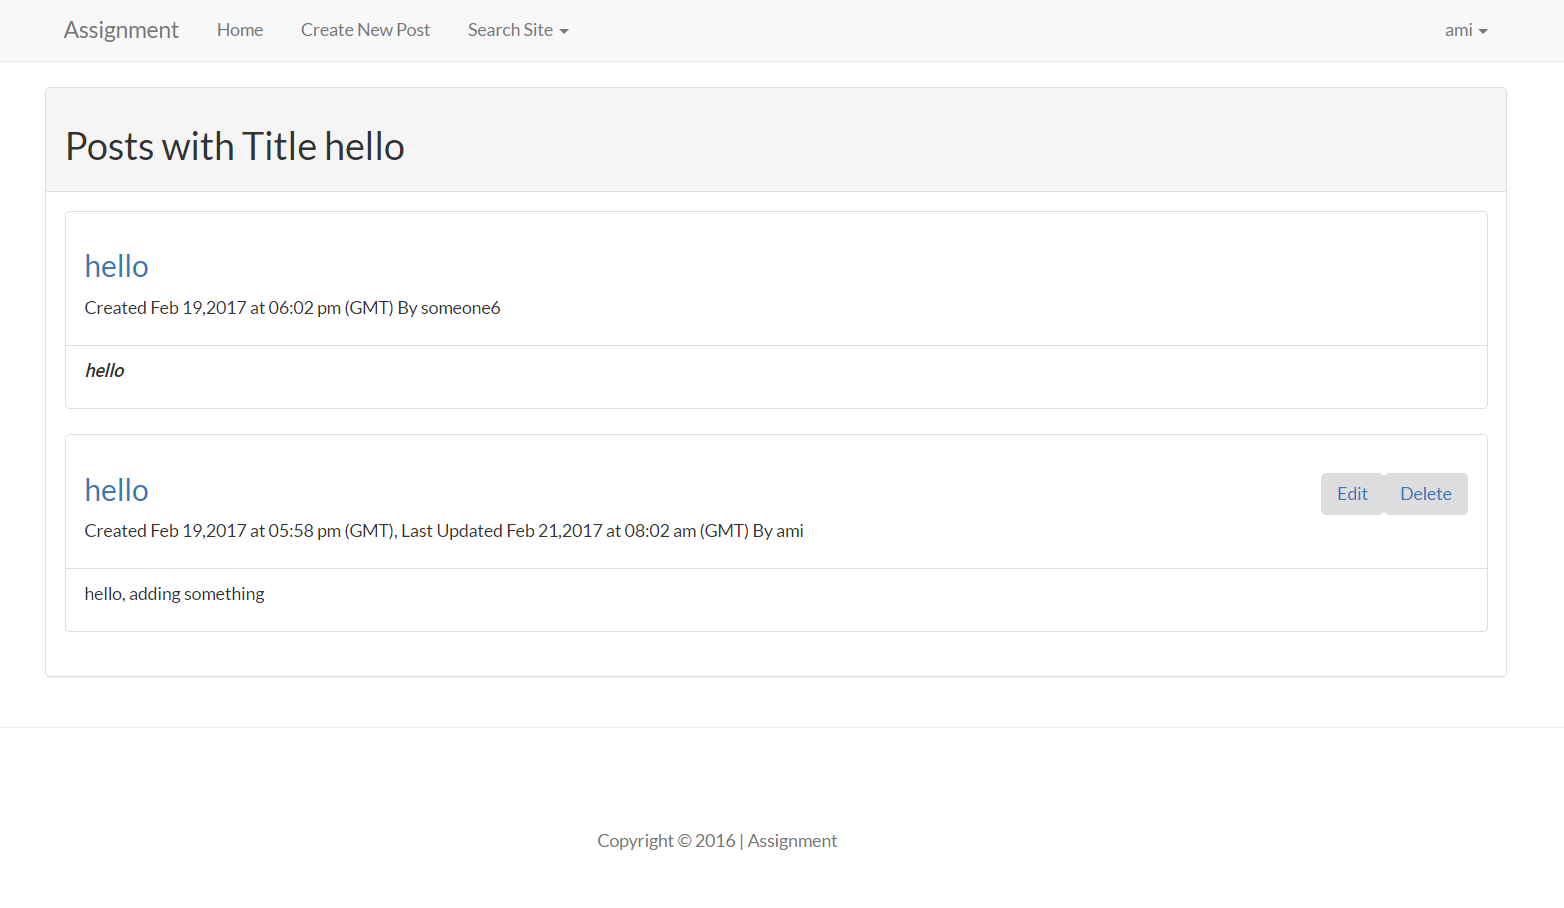 Assignment Home Create New Post Search Site ami
Posts with Title hello
hello
Created Feb 19,2017 at 06:02 pm (GMT) By someone6
hello
hello Edit Delete
Created Feb 19,2017 at 05:58 pm (GMT), Last Updated Feb 21,2017 at 08:02 am (GMT) By ami
hello, adding something
Copyright © 2016 | Assignment